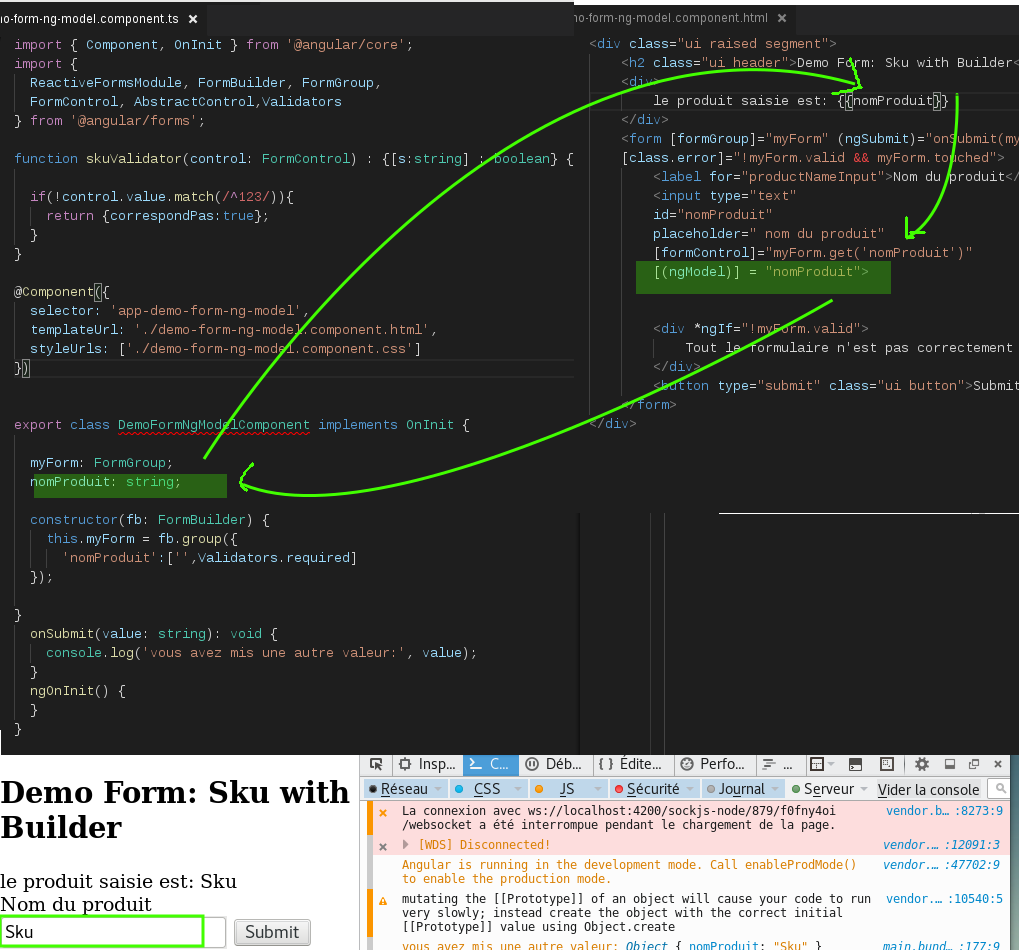 mo-form-ng-model.component.ts ×
import { Component, OnInit } from '@angular/core';
import {
ReactiveFormsModule, FormBuilder, FormGroup,
FormControl, AbstractControl,Validators
} from '@angular/forms';
function skuValidator(control: FormControl) : {[s:string] : boolean} {
if(!control.value.match(/^123/)){
return {correspondPas:true};
}
}
@Component({
selector: 'app-demo-form-ng-model',
templateUrl: './demo-form-ng-model.component.html',
styleUrls: ['./demo-form-ng-model.component.css']
})
export class DemoFormNgModelComponent implements OnInit {
myForm: FormGroup;
nomProduit: string;
constructor(fb: FormBuilder) {
this.myForm = fb.group({
'nomProduit':['',Validators.required]
});
}
onSubmit(value: string): void {
console.log('vous avez mis une autre valeur:', value);
}
ngOnInit() {
}
}
mo-form-ng-model.component.html ×
<div class="ui raised segment">
<h2 class="ui header">Demo Form: Sku with Builder<
<div>
le produit saisie est: {{nomProduit}}
</div>
<form [formGroup]="myForm" (ngSubmit)="onSubmit(my
[class.error]="!myForm.valid && myForm.touched">
<label for="productNameInput">Nom du produit</
<input type="text"
id="nomProduit"
placeholder=" nom du produit"
[formControl]="myForm.get('nomProduit')"
[(ngModel)] = "nomProduit">
<div *ngIf="!myForm.valid">
Tout le formulaire n'est pas correctement
</div>
<button type="submit" class="ui button">Submit
</form>
</div>
Demo Form: Sku with
Builder
le produit saisie est: Sku
Nom du produit
Sku Submit
Insp... C... Déb... { } Édite... Perfo... ...
Réseau CSS JS Sécurité Journal Serveur Vider la console
La connexion avec ws://localhost:4200/sockjs-node/879/f0fny4oi vendor.b… :8273:9
/websocket a été interrompue pendant le chargement de la page.
[WDS] Disconnected! vendor.… :12091:3
Angular is running in the development mode. Call enableProdMode() vendor.… :47702:9
to enable the production mode.
mutating the [[Prototype]] of an object will cause your code to run vendor.… :10540:5
very slowly; instead create the object with the correct initial
[[Prototype]] value using Object.create
vous avez mis une autre valeur: Object { nomProduit: "Sku" } main.bund… :177:9